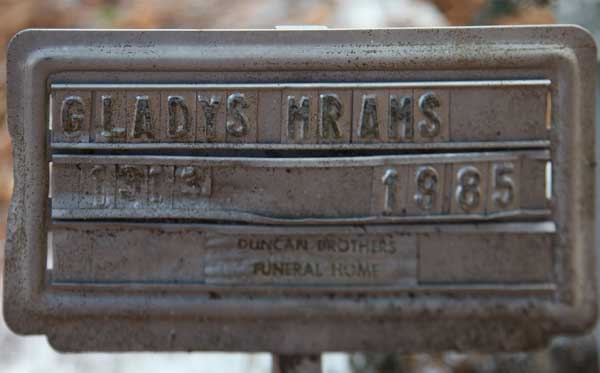 GLADYS MRAMS
1985
DUNCAN BROTHERS
FUNERAL HOME